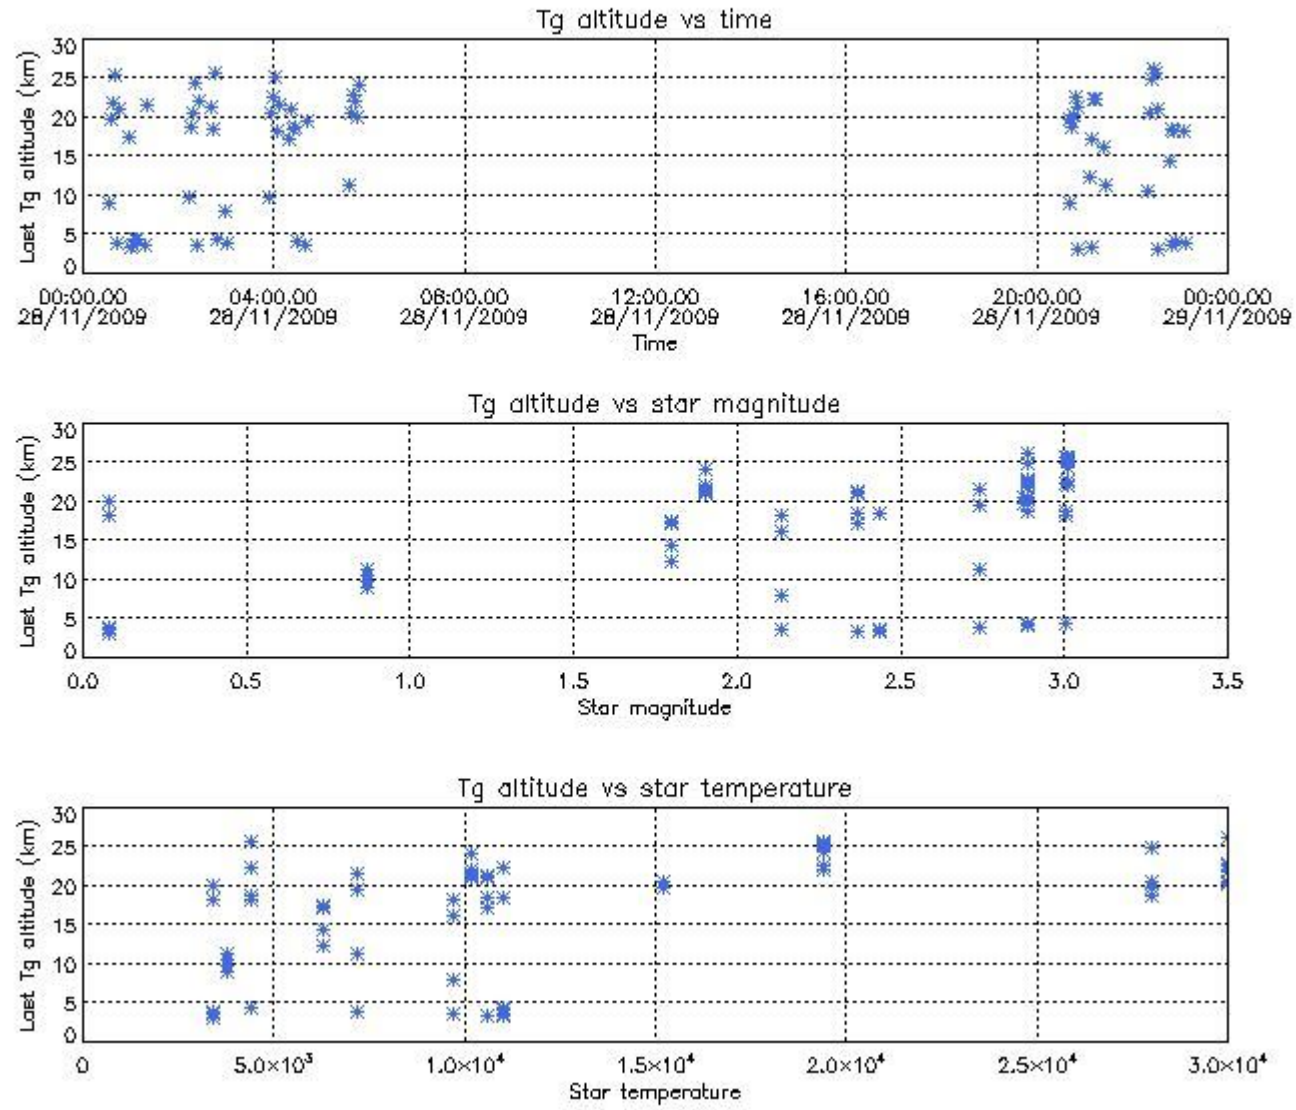 Tg altitude vs time
Last Tg altitude (km)
30
25
20
15
10
5
0
00:00.00 04:00.00 08:00.00 12:00.00 16:00.00 20:00.00 00:00.00
28/11/2009 28/11/2009 28/11/2009 28/11/2009 28/11/2009 28/11/2009 29/11/2009
Time
Tg altitude vs star magnitude
Last Tg altitude (km)
30
25
20
15
10
5
0
0.0 0.5 1.0 1.5 2.0 2.5 3.0 3.5
Star magnitude
Tg altitude vs star temperature
Last Tg altitude (km)
30
25
20
15
10
5
0
0 5.0×10³ 1.0×10⁴ 1.5×10⁴ 2.0×10⁴ 2.5×10⁴ 3.0×10⁴
Star temperature